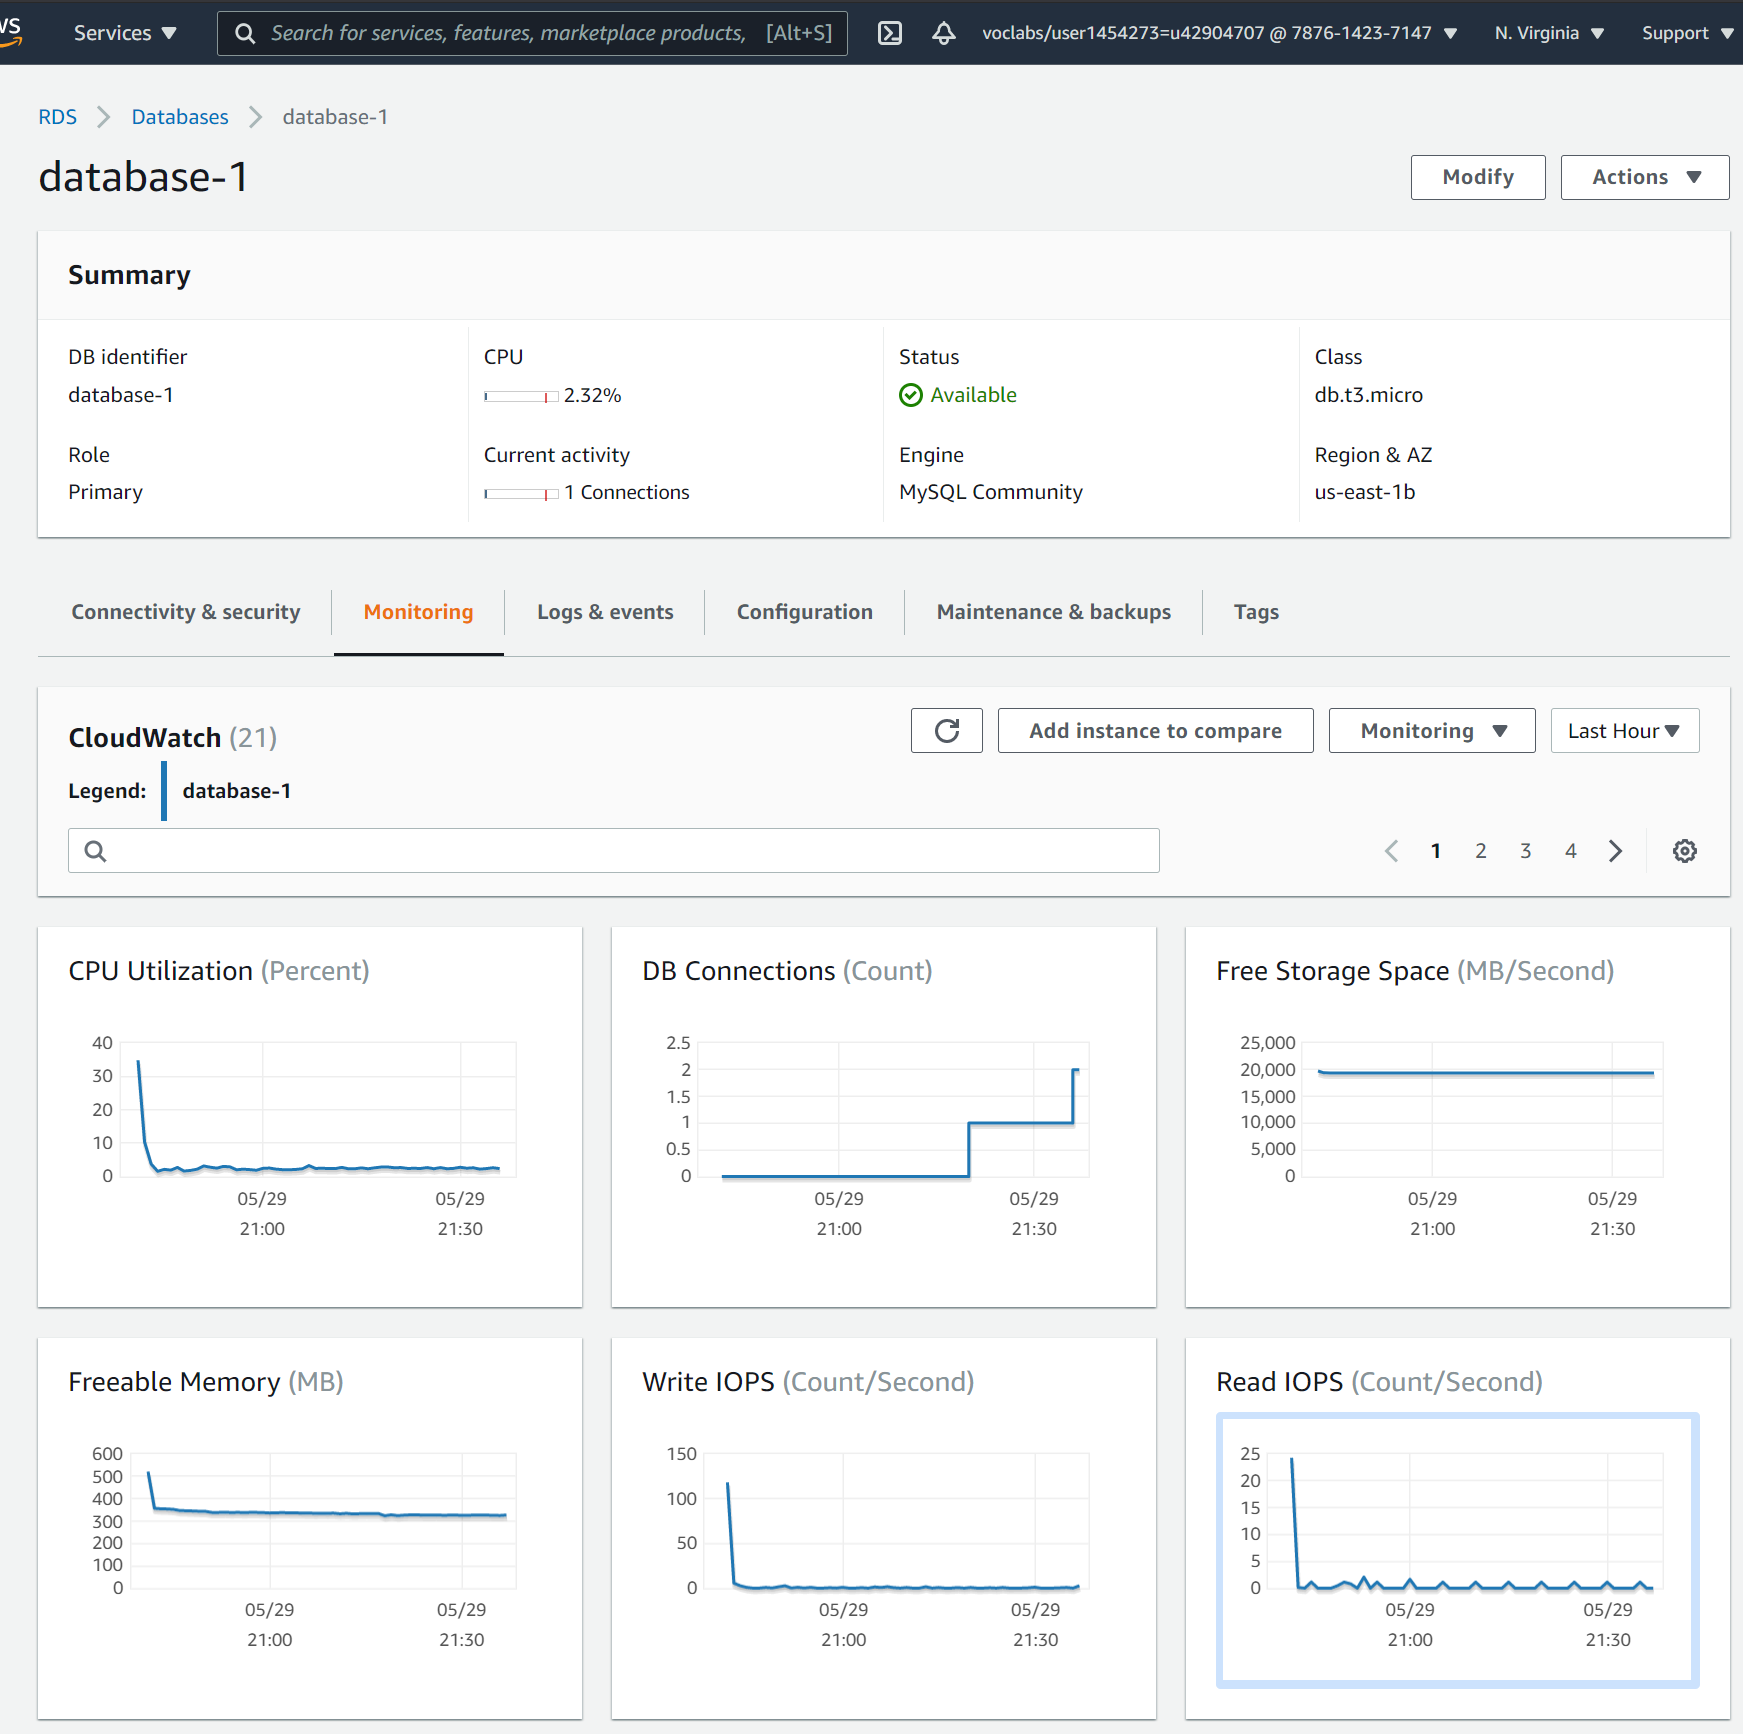 Services
Search for services, features, marketplace products, [Alt+S]
voclabs/user1454273=u42904707 @ 7876-1423-7147
N. Virginia
Support
RDS
Databases
database-1
database-1
Modify
Actions
Summary
DB identifier
database-1
CPU
2.32%
Status
Available
Class
db.t3.micro
Role
Primary
Current activity
1 Connections
Engine
MySQL Community
Region & AZ
us-east-1b
Connectivity & security
Monitoring
Logs & events
Configuration
Maintenance & backups
Tags
CloudWatch (21)
Add instance to compare
Monitoring
Last Hour
Legend:
database-1
1
2
3
4
CPU Utilization (Percent)
40
30
20
10
0
05/29
21:00
05/29
21:30
DB Connections (Count)
2.5
2
1.5
1
0.5
0
05/29
21:00
05/29
21:30
Free Storage Space (MB/Second)
25,000
20,000
15,000
10,000
5,000
0
05/29
21:00
05/29
21:30
Freeable Memory (MB)
600
500
400
300
200
100
0
05/29
21:00
05/29
21:30
Write IOPS (Count/Second)
150
100
50
0
05/29
21:00
05/29
21:30
Read IOPS (Count/Second)
25
20
15
10
5
0
05/29
21:00
05/29
21:30